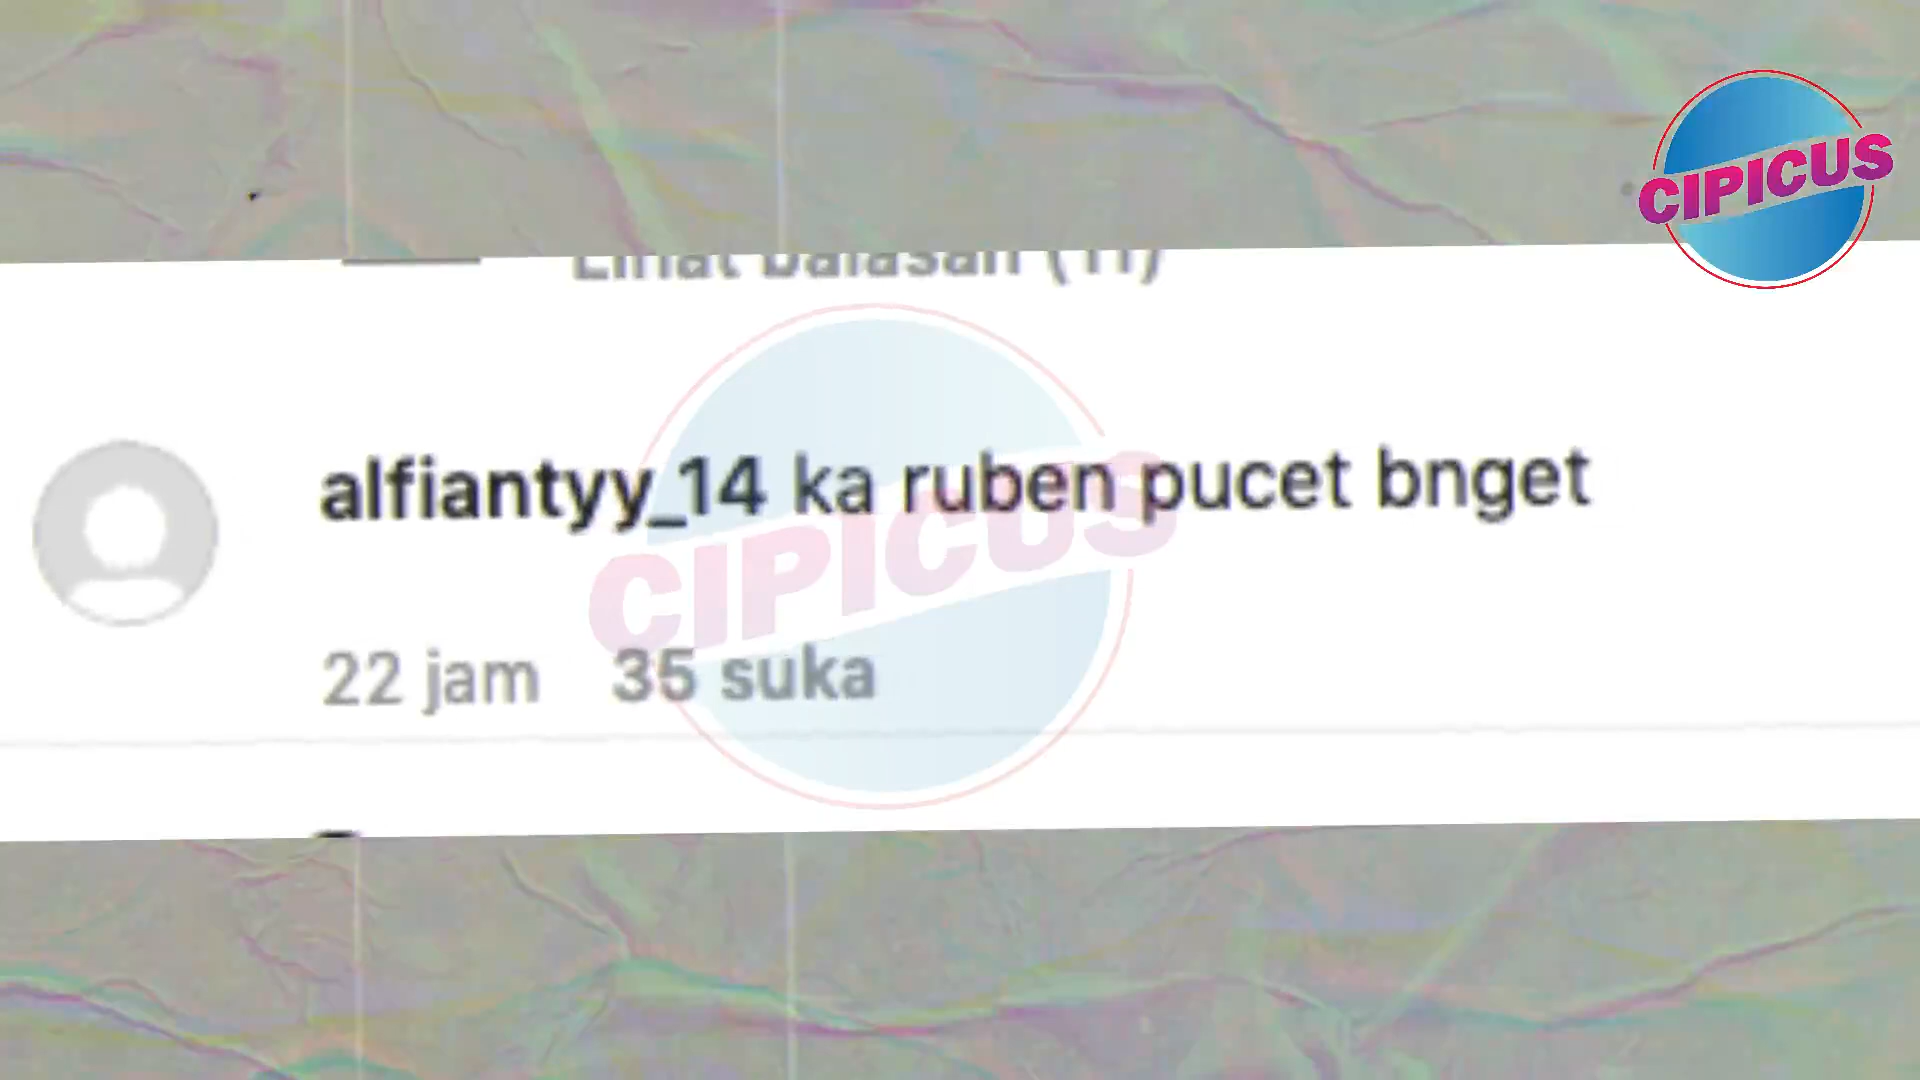 CIPICUS
Lihat balasan (11)
alfiantyy_14 ka ruben pucet bnget
CIPICUS
22 jam 35 suka